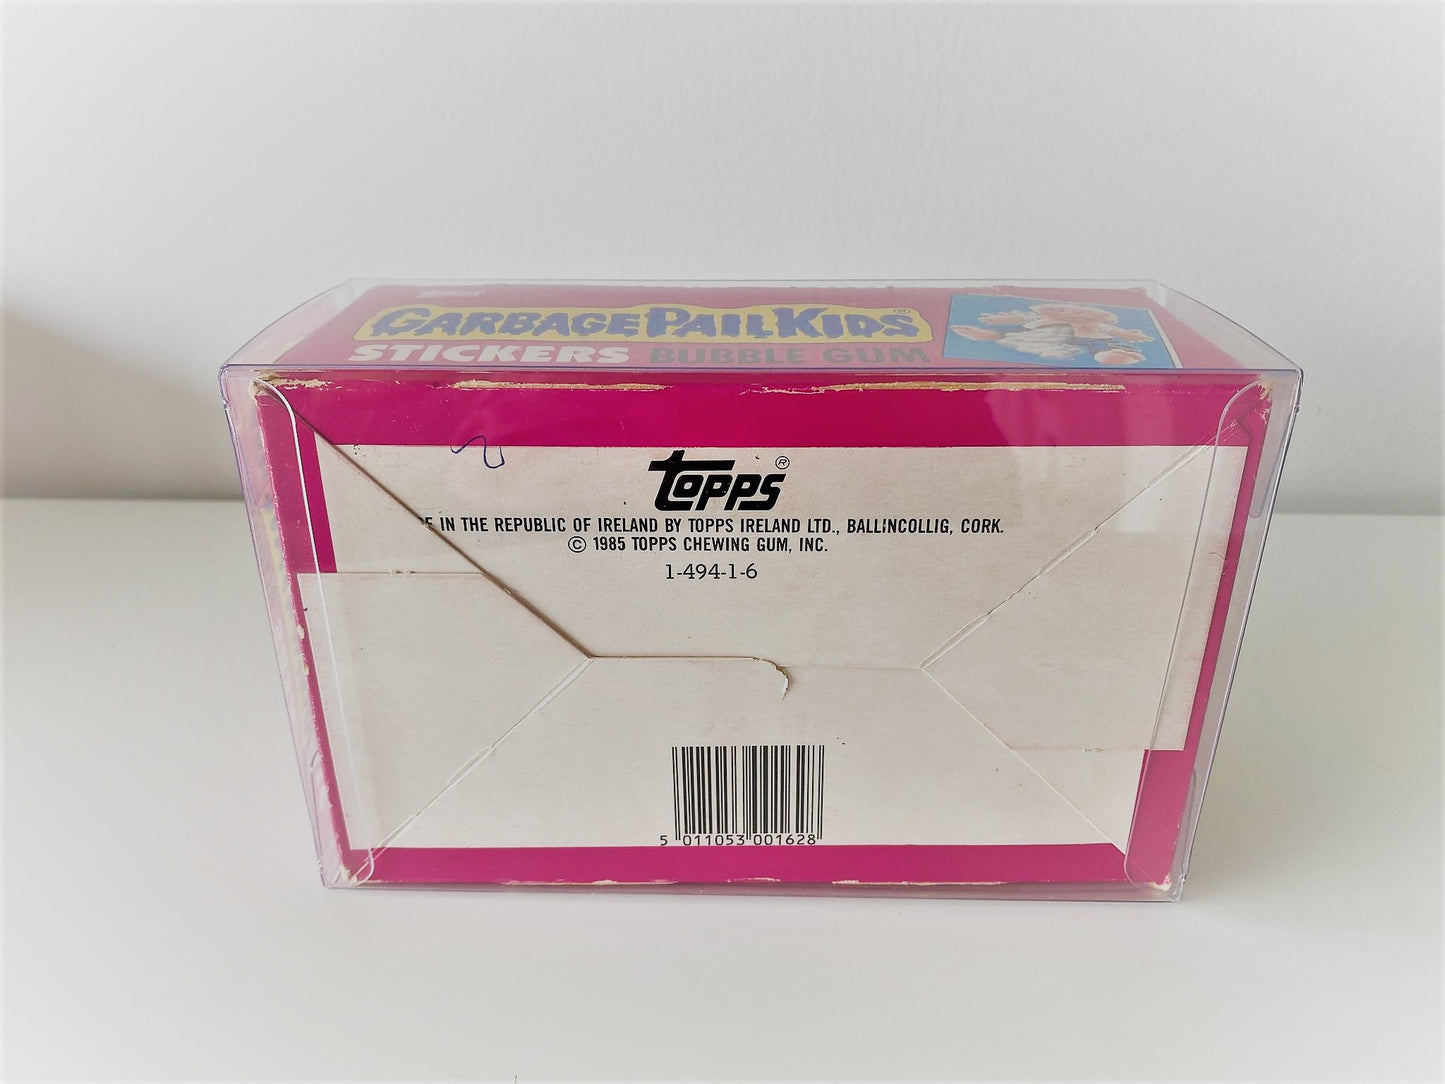 GARBAGE PAIL KIDS®
STICKERS BUBBLE GUM
TOPPS®
E IN THE REPUBLIC OF IRELAND BY TOPPS IRELAND LTD., BALLINCOLLIG, CORK.
© 1985 TOPPS CHEWING GUM, INC.
1-494-1-6
5 011053 001628